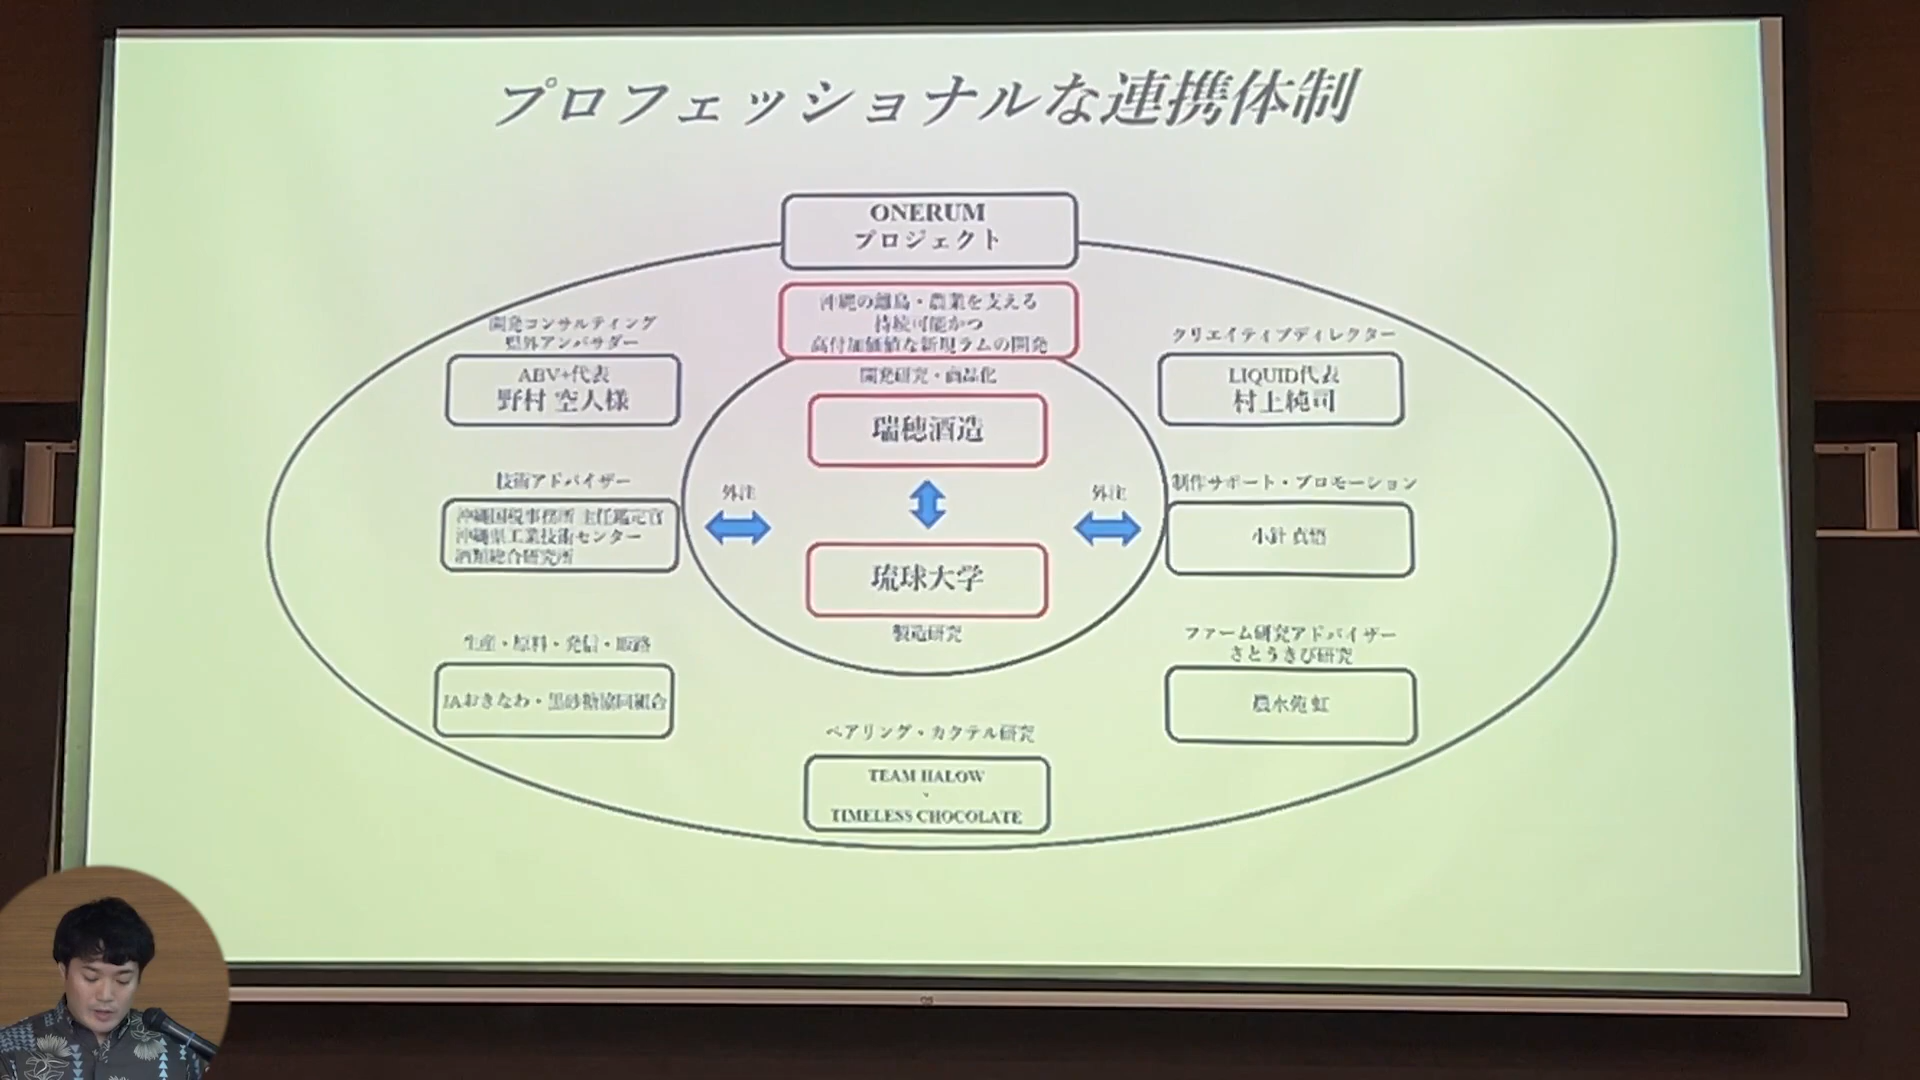 プロフェッショナルな連携体制
ONERUM
プロジェクト
沖縄の離島・農業を支える
持続可能かつ
高付加価値な新規ラムの開発
開発コンサルティング
県外アンバサダー
ABV+代表
野村 空人様
クリエイティブディレクター
LIQUID代表
村上純司
開発研究・商品化
瑞穂酒造
技術アドバイザー
沖縄国税事務所 主任鑑定官
沖縄県工業技術センター
酒類総合研究所
外注
外注
制作サポート・プロモーション
小針 真悟
琉球大学
製造研究
生産・原料・発信・販路
JAおきなわ・黒砂糖協同組合
ファーム研究アドバイザー
さとうきび研究
農水苑 虹
ペアリング・カクテル研究
TEAM HALOW
、
TIMELESS CHOCOLATE